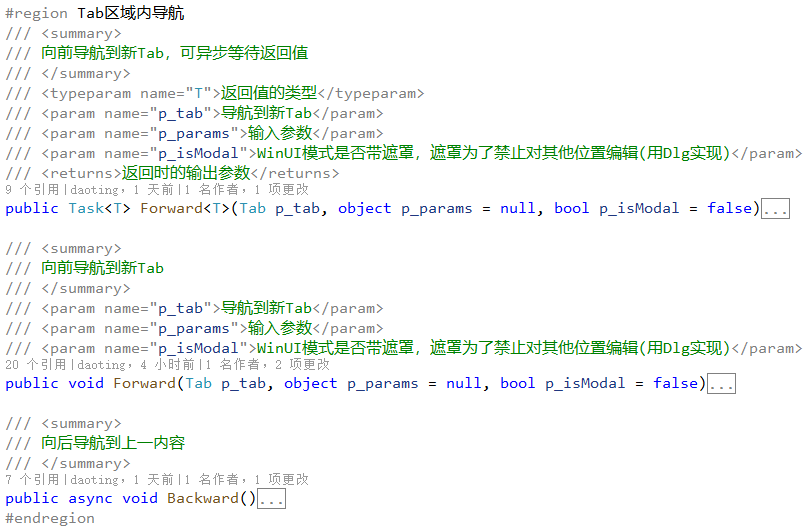 #region Tab区域内导航
/// <summary>
/// 向前导航到新Tab，可异步等待返回值
/// </summary>
/// <typeparam name="T">返回值的类型</typeparam>
/// <param name="p_tab">导航到新Tab</param>
/// <param name="p_params">输入参数</param>
/// <param name="p_isModal">WinUI模式是否带遮罩，遮罩为了禁止对其他位置编辑(用Dlg实现)</param>
/// <returns>返回时的输出参数</returns>
9 个引用|daoting，1 天前|1 名作者，1 项更改
public Task<T> Forward<T>(Tab p_tab, object p_params = null, bool p_isModal = false)...
/// <summary>
/// 向前导航到新Tab
/// </summary>
/// <param name="p_tab">导航到新Tab</param>
/// <param name="p_params">输入参数</param>
/// <param name="p_isModal">WinUI模式是否带遮罩，遮罩为了禁止对其他位置编辑(用Dlg实现)</param>
20 个引用|daoting，4 小时前|1 名作者，2 项更改
public void Forward(Tab p_tab, object p_params = null, bool p_isModal = false)...
/// <summary>
/// 向后导航到上一内容
/// </summary>
7 个引用|daoting，1 天前|1 名作者，1 项更改
public async void Backward()...
#endregion